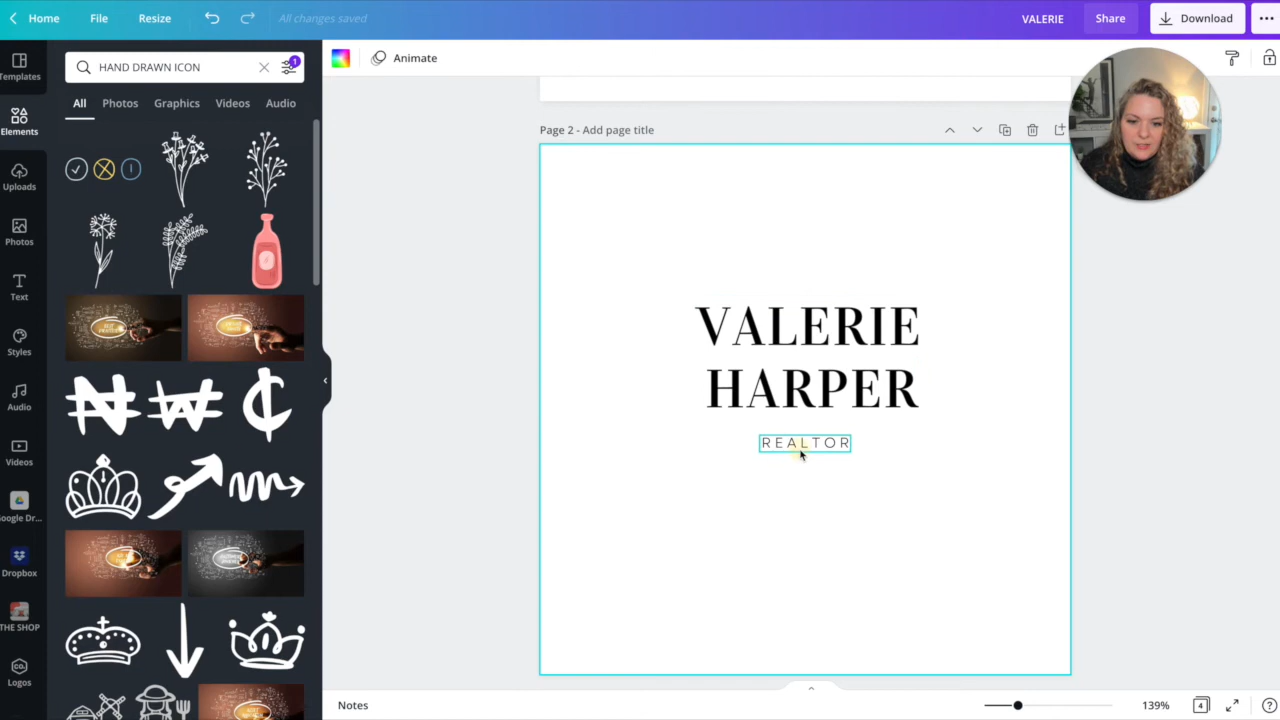 Home File Resize All changes saved VALERIE Share Download
Templates
HAND DRAWN ICON 1
Animate
All Photos Graphics Videos Audio
Elements
Page 2 - Add page title
Uploads
Photos
Text
Styles
Audio
Videos
Google Dr...
Dropbox
THE SHOP
Logos
VALERIE
HARPER
REALTOR
Notes 139% 4